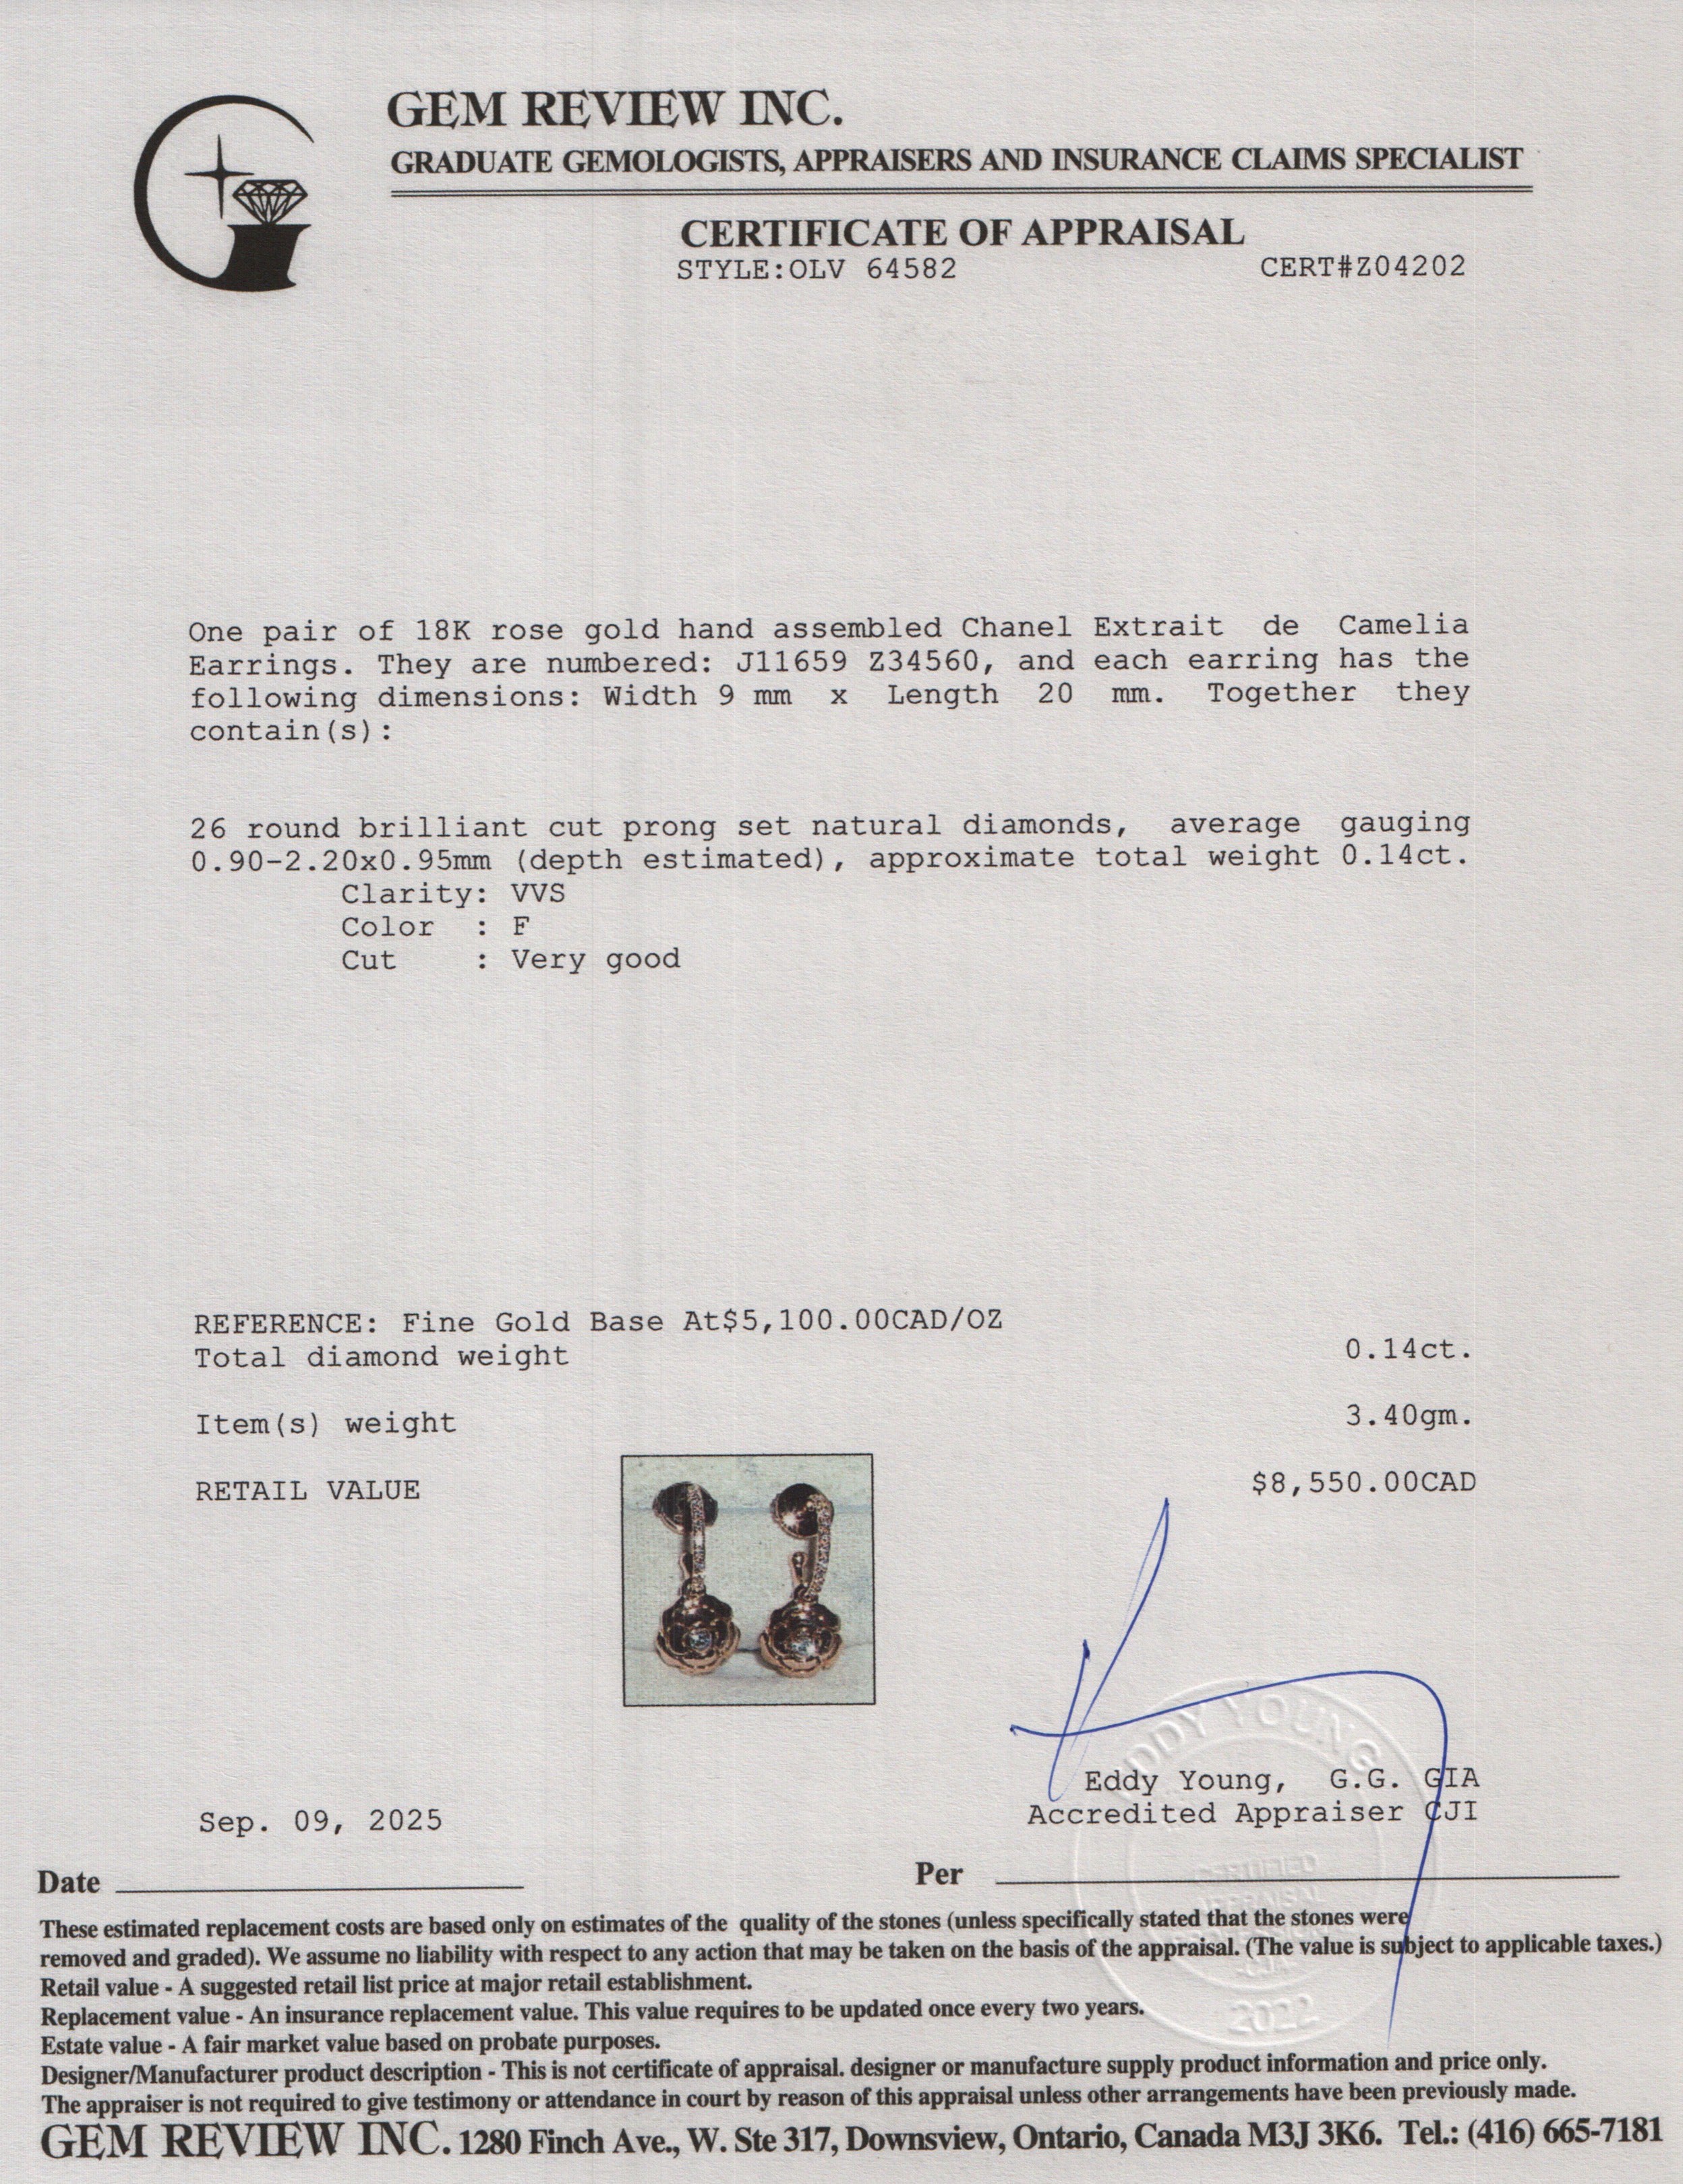 GEM REVIEW INC.
GRADUATE GEMOLOGISTS, APPRAISERS AND INSURANCE CLAIMS SPECIALIST
CERTIFICATE OF APPRAISAL
STYLE:OLV 64582 CERT#Z04202
One pair of 18K rose gold hand assembled Chanel Extrait de Camelia
Earrings. They are numbered: J11659 Z34560, and each earring has the
following dimensions: Width 9 mm x Length 20 mm. Together they
contain(s):
26 round brilliant cut prong set natural diamonds, average gauging
0.90-2.20x0.95mm (depth estimated), approximate total weight 0.14ct.
Clarity: VVS
Color : F
Cut : Very good
REFERENCE: Fine Gold Base At$5,100.00CAD/OZ
Total diamond weight 0.14ct.
Item(s) weight 3.40gm.
RETAIL VALUE $8,550.00CAD
EDDY YOUNG
Eddy Young, G.G. GIA
Accredited Appraiser CJI
Sep. 09, 2025
Date
Per
CERTIFIED
APPRAISAL
2022
These estimated replacement costs are based only on estimates of the quality of the stones (unless specifically stated that the stones were
removed and graded). We assume no liability with respect to any action that may be taken on the basis of the appraisal. (The value is subject to applicable taxes.)
Retail value - A suggested retail list price at major retail establishment.
Replacement value - An insurance replacement value. This value requires to be updated once every two years.
Estate value - A fair market value based on probate purposes.
Designer/Manufacturer product description - This is not certificate of appraisal. designer or manufacture supply product information and price only.
The appraiser is not required to give testimony or attendance in court by reason of this appraisal unless other arrangements have been previously made.
GEM REVIEW INC. 1280 Finch Ave., W. Ste 317, Downsview, Ontario, Canada M3J 3K6. Tel.: (416) 665-7181